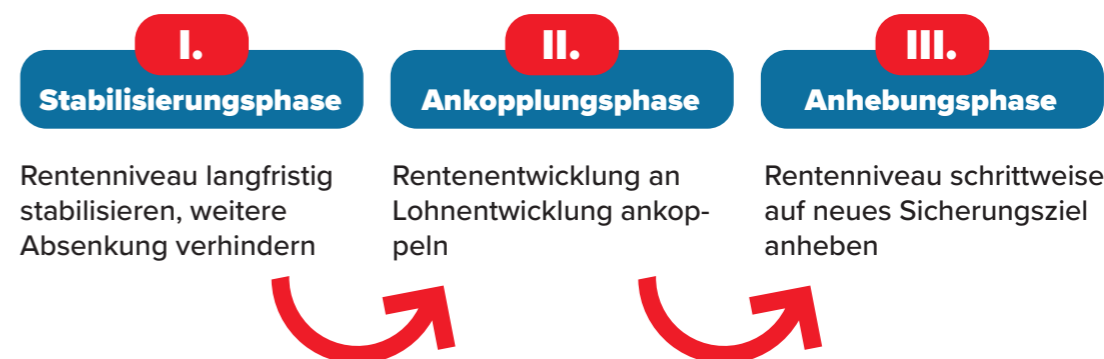 I.
Stabilisierungsphase
Rentenniveau langfristig
stabilisieren, weitere
Absenkung verhindern
II.
Ankopplungsphase
Rentenentwicklung an
Lohnentwicklung ankop-
peln
III.
Anhebungsphase
Rentenniveau schrittweise
auf neues Sicherungsziel
anheben